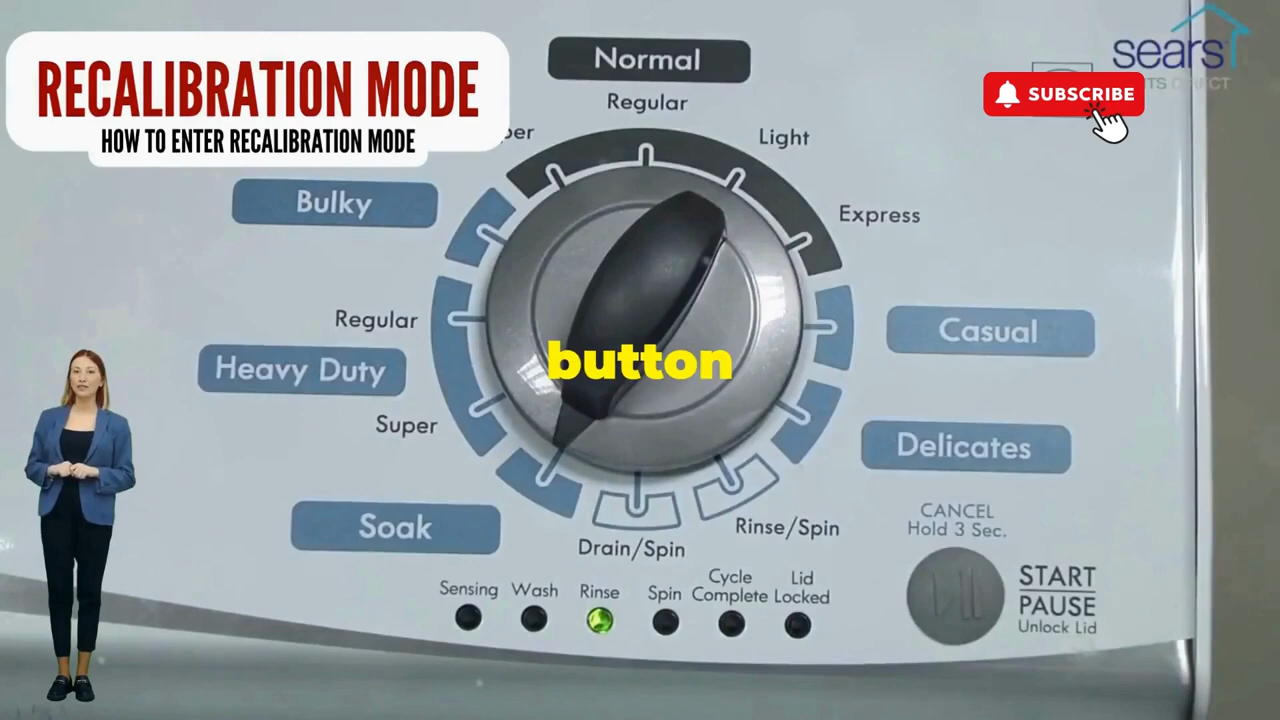 RECALIBRATION MODE
HOW TO ENTER RECALIBRATION MODE
sears
DIRECT
SUBSCRIBE
Normal
Regular
Light
Bulky
Express
Regular
Casual
button
Heavy Duty
Super
Delicates
Soak
CANCEL
Hold 3 Sec.
Rinse/Spin
Drain/Spin
Sensing
Wash
Rinse
Spin
Cycle
Complete
Lid
Locked
START
PAUSE
Unlock Lid